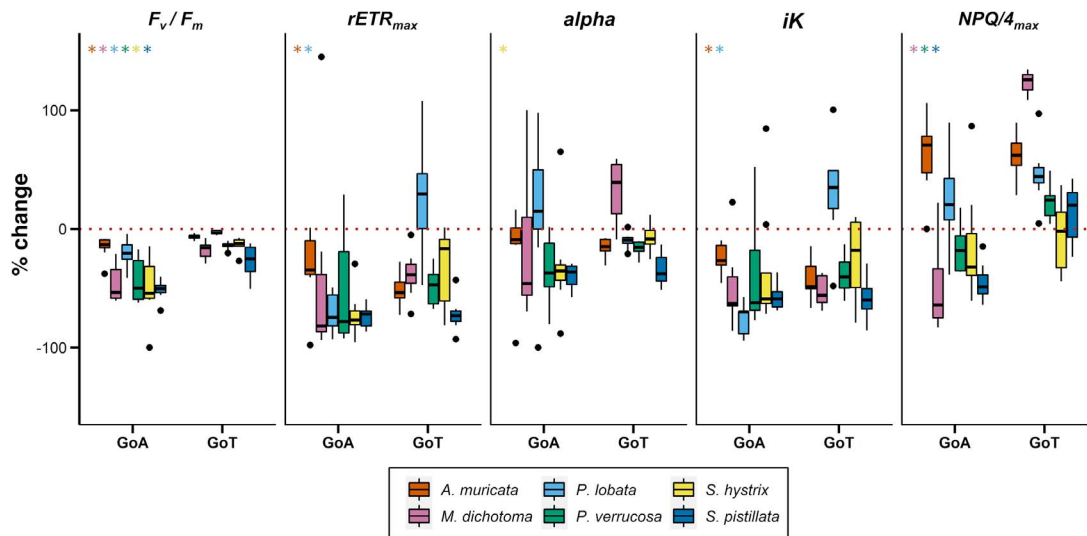 Fv / Fm rETRmax alpha iK NPQ/4max
* * * * * * * * * * * * * *
% change
100
0
-100
GoA GoT GoA GoT GoA GoT GoA GoT GoA GoT
A. muricata P. lobata S. hystrix
M. dichotoma P. verrucosa S. pistillata